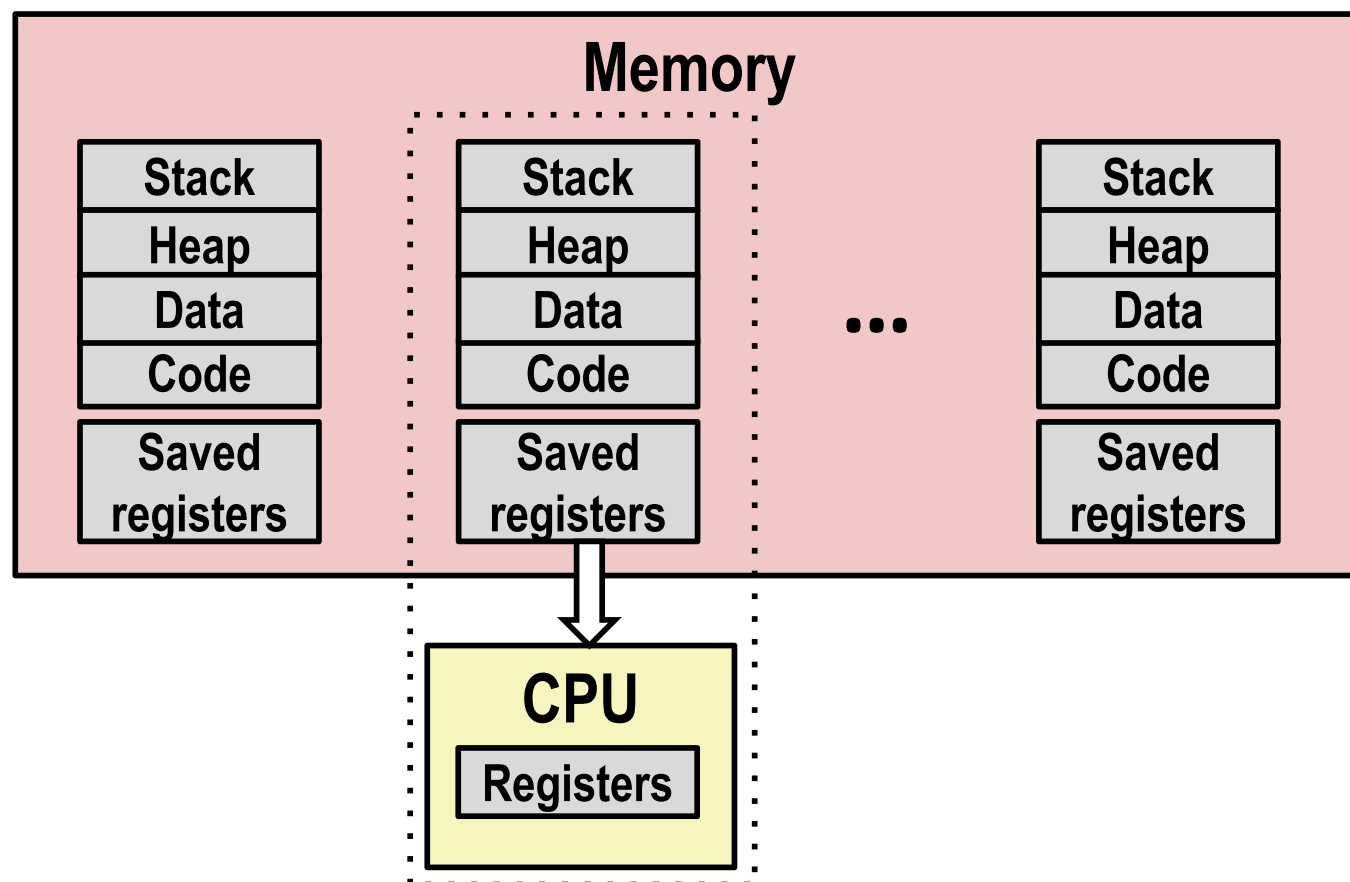 Memory
Stack
Heap
Data
Code
Saved
registers
Stack
Heap
Data
Code
Saved
registers
...
Stack
Heap
Data
Code
Saved
registers
CPU
Registers